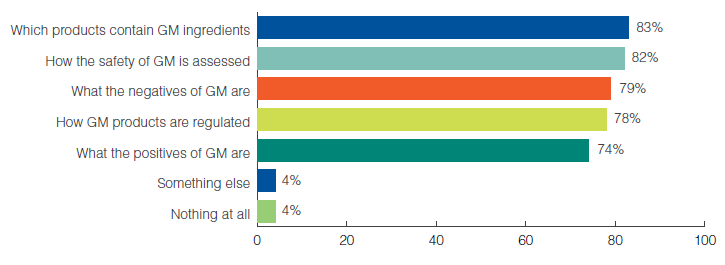 Which products contain GM ingredients 83%
How the safety of GM is assessed 82%
What the negatives of GM are 79%
How GM products are regulated 78%
What the positives of GM are 74%
Something else 4%
Nothing at all 4%
0 20 40 60 80 100